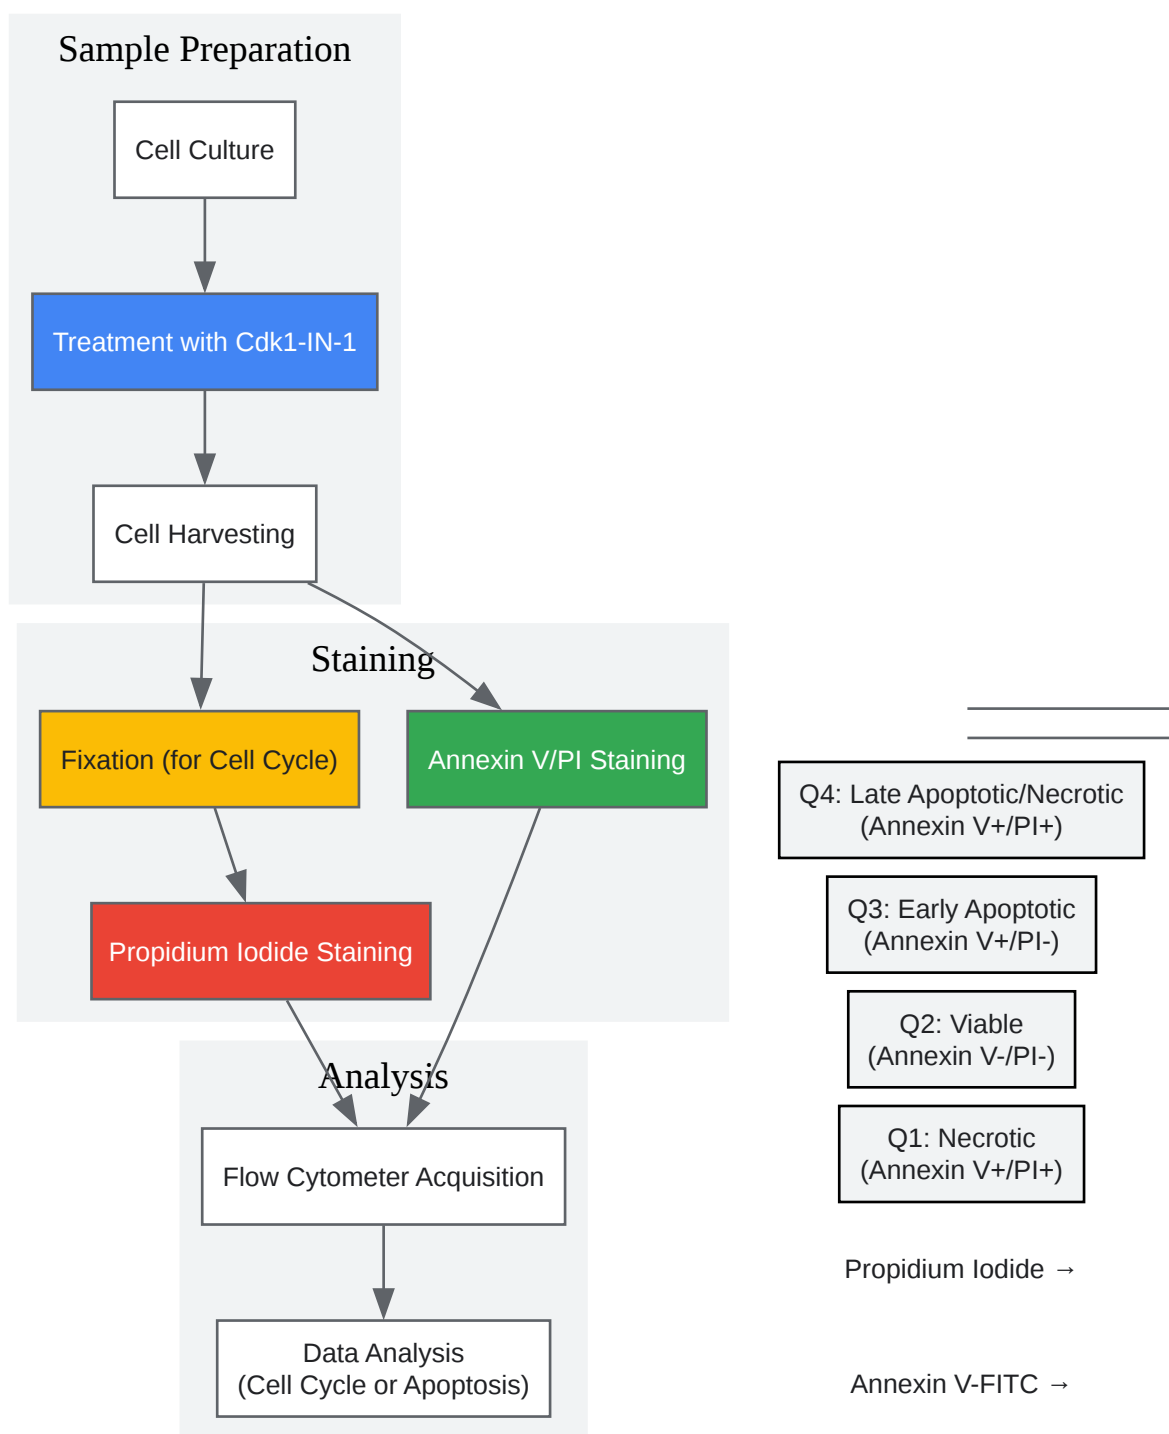 Sample Preparation
Cell Culture
Treatment with Cdk1-IN-1
Cell Harvesting
Staining
Fixation (for Cell Cycle)
Annexin V/PI Staining
Propidium Iodide Staining
Analysis
Flow Cytometer Acquisition
Data Analysis
(Cell Cycle or Apoptosis)
Q4: Late Apoptotic/Necrotic
(Annexin V+/PI+)
Q3: Early Apoptotic
(Annexin V+/PI-)
Q2: Viable
(Annexin V-/PI-)
Q1: Necrotic
(Annexin V+/PI+)
Propidium Iodide →
Annexin V-FITC →